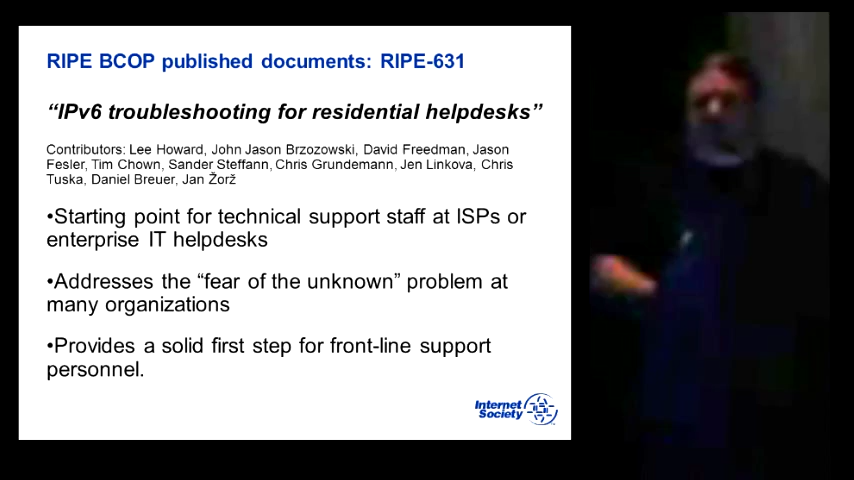 RIPE BCOP published documents: RIPE-631
“IPv6 troubleshooting for residential helpdesks”
Contributors: Lee Howard, John Jason Brzozowski, David Freedman, Jason
Fesler, Tim Chown, Sander Steffann, Chris Grundemann, Jen Linkova, Chris
Tuska, Daniel Breuer, Jan Žorž
•Starting point for technical support staff at ISPs or
enterprise IT helpdesks
•Addresses the “fear of the unknown” problem at
many organizations
•Provides a solid first step for front-line support
personnel.
Internet
Society